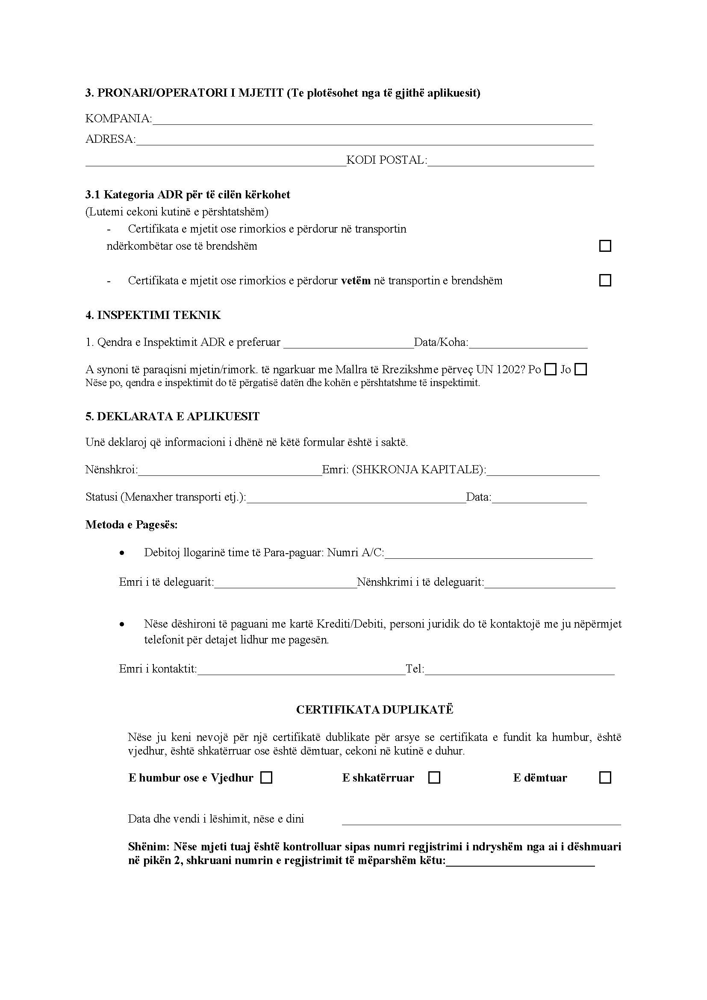 3. PRONARI/OPERATORI I MJETIT (Te plotësohet nga të gjithë aplikuesit)
KOMPANIA:
ADRESA:
KODI POSTAL:
3.1 Kategoria ADR për të cilën kërkohet
(Lutemi cekoni kutinë e përshtatshëm)
- Certifikata e mjetit ose rimorkios e përdorur në transportin
ndërkombëtar ose të brendshëm
- Certifikata e mjetit ose rimorkios e përdorur vetëm në transportin e brendshëm
4. INSPEKTIMI TEKNIK
1. Qendra e Inspektimit ADR e preferuar Data/Koha:
A synoni të paraqisni mjetin/rimork. të ngarkuar me Mallra të Rrezikshme përveç UN 1202? Po Jo
Nëse po, qendra e inspektimit do të përgatisë datën dhe kohën e përshtatshme të inspektimit.
5. DEKLARATA E APLIKUESIT
Unë deklaroj që informacioni i dhënë në këtë formular është i saktë.
Nënshkroi: Emri: (SHKRONJA KAPITALE):
Statusi (Menaxher transporti etj.): Data:
Metoda e Pagesës:
• Debitoj llogarinë time të Para-paguar: Numri A/C:
Emri i të deleguarit: Nënshkrimi i të deleguarit:
• Nëse dëshironi të paguani me kartë Krediti/Debiti, personi juridik do të kontaktojë me ju nëpërmjet
telefonit për detajet lidhur me pagesën.
Emri i kontaktit: Tel:
CERTIFIKATA DUPLIKATË
Nëse ju keni nevojë për një certifikatë dublikate për arsye se certifikata e fundit ka humbur, është
vjedhur, është shkatërruar ose është dëmtuar, cekoni në kutinë e duhur.
E humbur ose e Vjedhur E shkatërruar E dëmtuar
Data dhe vendi i lëshimit, nëse e dini
Shënim: Nëse mjeti tuaj është kontrolluar sipas numri regjistrimi i ndryshëm nga ai i dëshmuari
në pikën 2, shkruani numrin e regjistrimit të mëparshëm këtu: